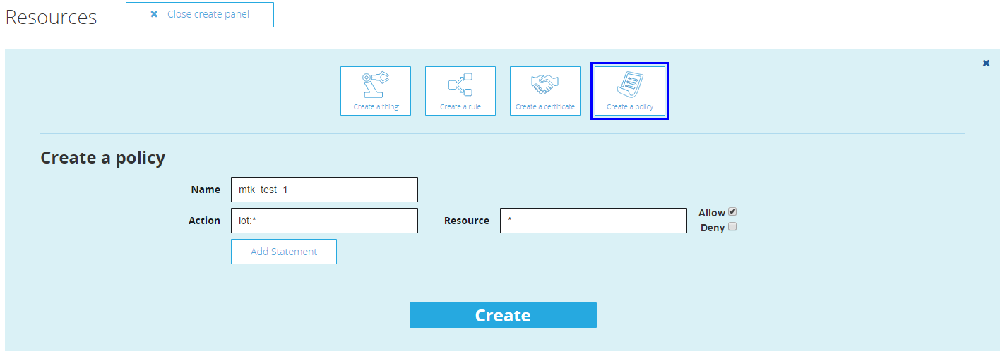 Resources
✖ Close create panel
✖
Create a thing
Create a rule
Create a certificate
Create a policy
Create a policy
Name mtk_test_1
Action iot:* Resource * Allow
Deny
Add Statement
Create